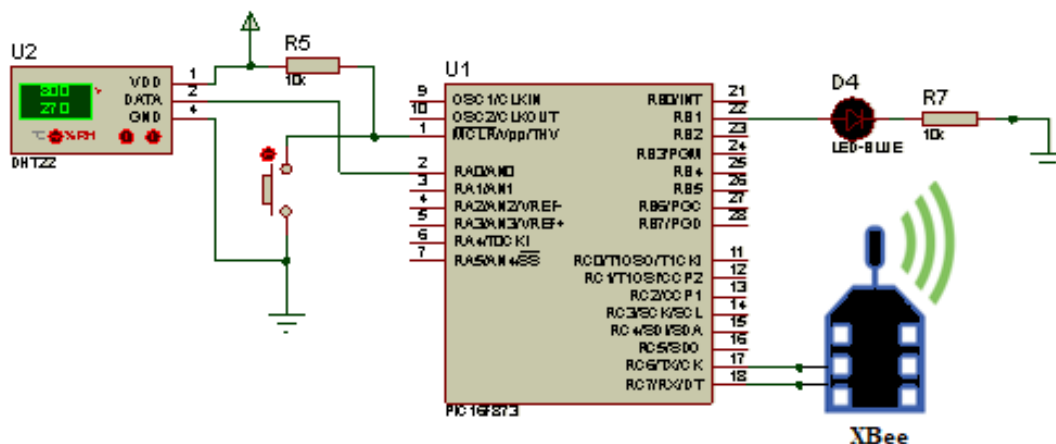 U2
VDD 1
DATA 2
GND 4
°C %RH
DHT22
R5
10k
U1
9 OSC1/CLKIN
10 OSC2/CLKOUT
1 MCLR/Vpp/THV
2 RA0/AN0
3 RA1/AN1
4 RA2/AN2/VREF-
5 RA3/AN3/VREF+
6 RA4/T0CKI
7 RA5/AN4/SS
RB0/INT 21
RB1 22
RB2 23
RB3/PGM 24
RB4 25
RB5 26
RB6/PGC 27
RB7/PGD 28
RC0/T1OSO/T1CKI 11
RC1/T1OSI/CCP2 12
RC2/CCP1 13
RC3/SCK/SCL 14
RC4/SDI/SDA 15
RC5/SDO 16
RC6/TX/CK 17
RC7/RX/DT 18
PIC16F873
D4
LED-BLUE
R7
10k
XBee